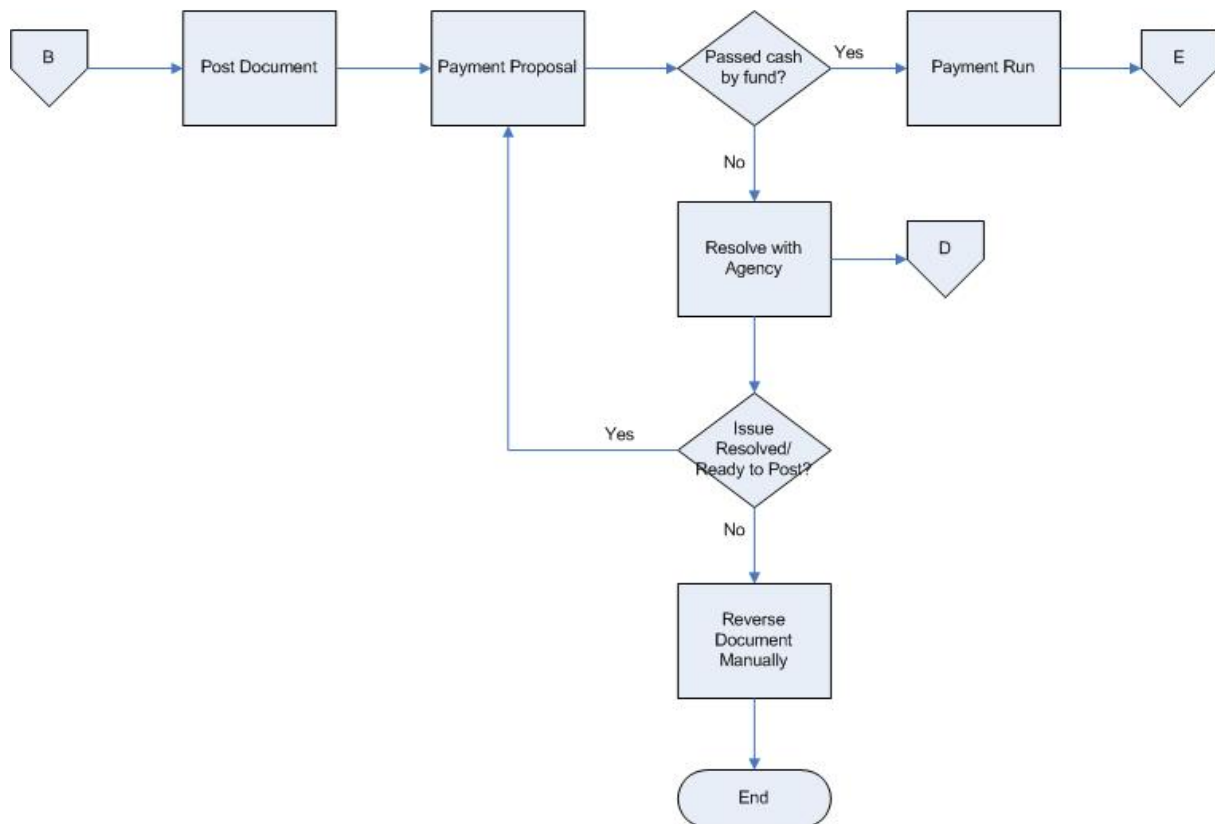 B
Post Document
Payment Proposal
Passed cash
by fund?
Yes
Payment Run
E
No
Resolve with
Agency
D
Issue
Resolved/
Ready to Post?
Yes
No
Reverse
Document
Manually
End